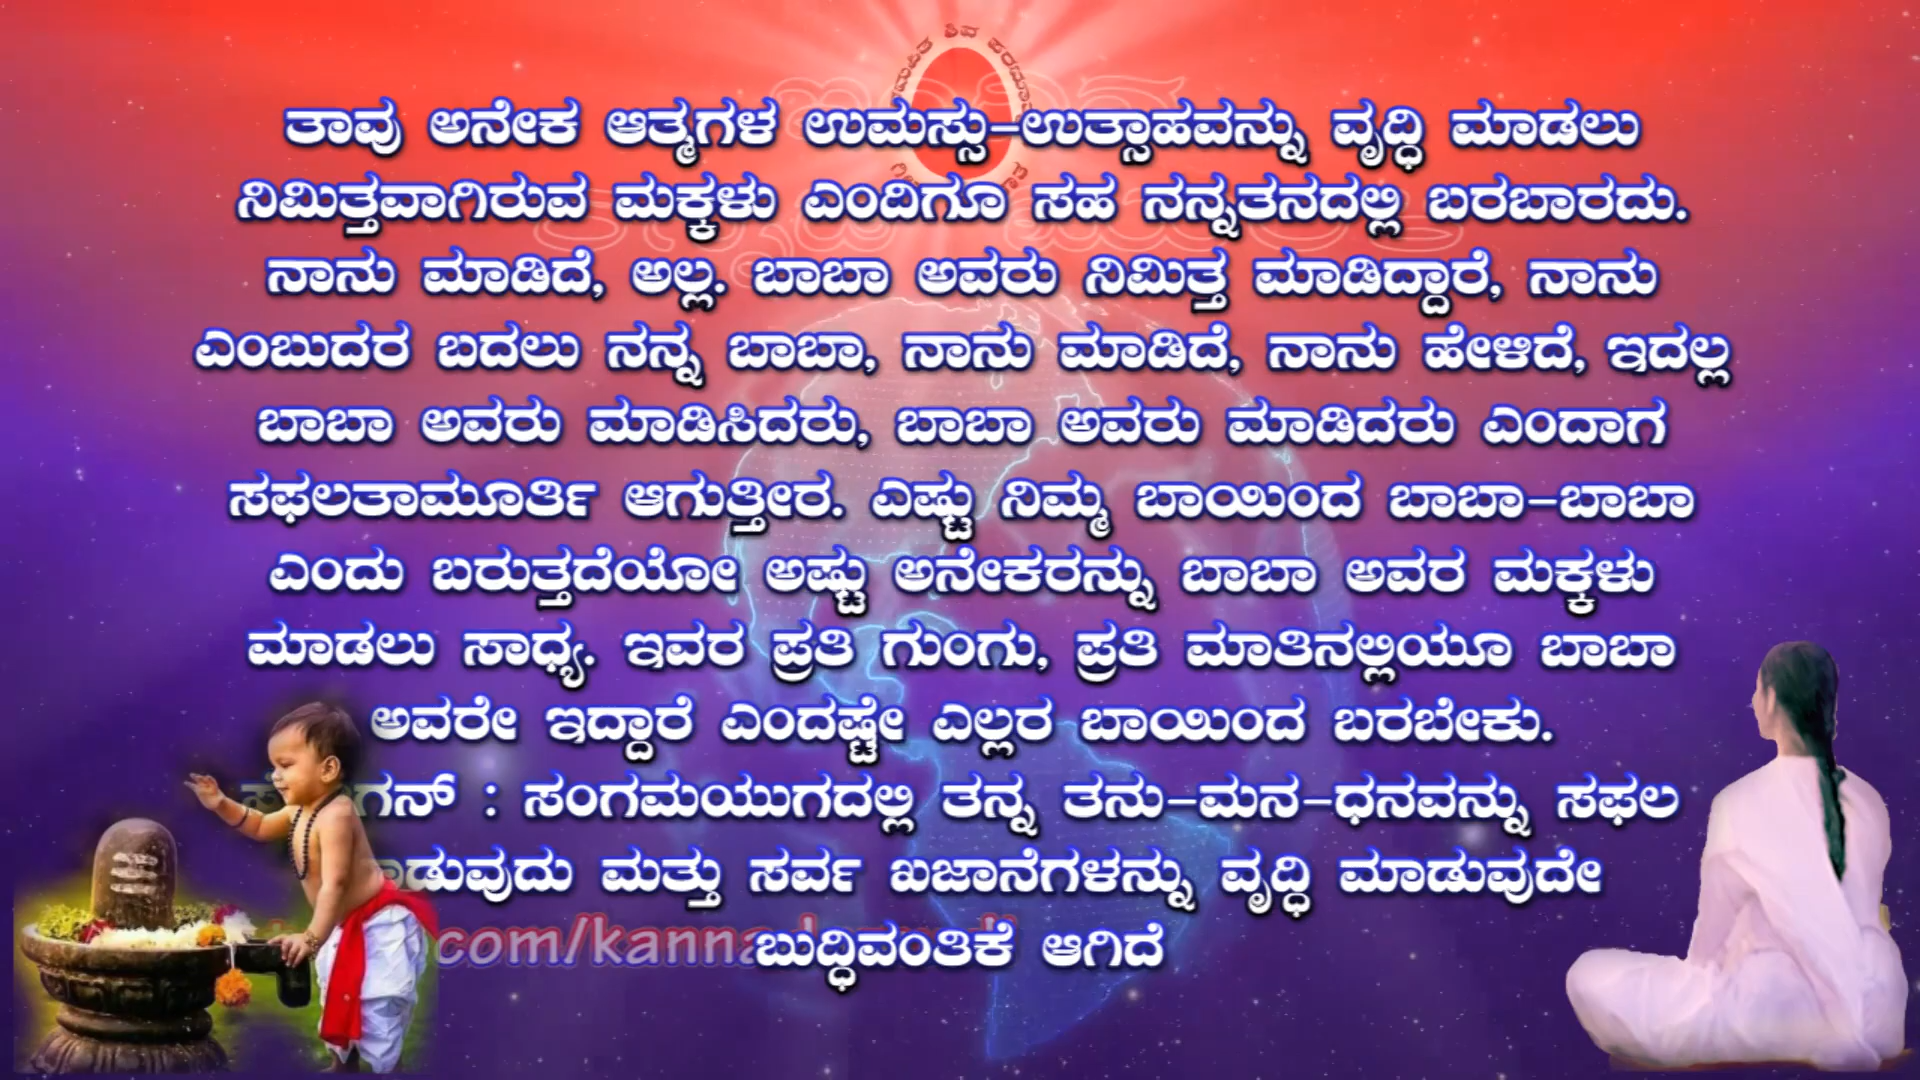 ತಾವು ಅನೇಕ ಆತ್ಮಗಳ ಉಮಸ್ಸು-ಉತ್ಸಾಹವನ್ನು ವೃದ್ಧಿ ಮಾಡಲು
ನಿಮಿತ್ತವಾಗಿರುವ ಮಕ್ಕಳು ಎಂದಿಗೂ ಸಹ ನನ್ನತನದಲ್ಲಿ ಬರಬಾರದು.
ನಾನು ಮಾಡಿದೆ, ಅಲ್ಲ. ಬಾಬಾ ಅವರು ನಿಮಿತ್ತ ಮಾಡಿದ್ದಾರೆ, ನಾನು
ಎಂಬುದರ ಬದಲು ನನ್ನ ಬಾಬಾ, ನಾನು ಮಾಡಿದೆ, ನಾನು ಹೇಳಿದೆ, ಇದಲ್ಲ
ಬಾಬಾ ಅವರು ಮಾಡಿಸಿದರು, ಬಾಬಾ ಅವರು ಮಾಡಿದರು ಎಂದಾಗ
ಸಫಲತಾಮೂರ್ತಿ ಆಗುತ್ತೀರ. ಎಷ್ಟು ನಿಮ್ಮ ಬಾಯಿಂದ ಬಾಬಾ-ಬಾಬಾ
ಎಂದು ಬರುತ್ತದೆಯೋ ಅಷ್ಟು ಅನೇಕರನ್ನು ಬಾಬಾ ಅವರ ಮಕ್ಕಳು
ಮಾಡಲು ಸಾಧ್ಯ. ಇವರ ಪ್ರತಿ ಗುಂಗು, ಪ್ರತಿ ಮಾತಿನಲ್ಲಿಯೂ ಬಾಬಾ
ಅವರೇ ಇದ್ದಾರೆ ಎಂದಷ್ಟೇ ಎಲ್ಲರ ಬಾಯಿಂದ ಬರಬೇಕು.
: ಸಂಗಮಯುಗದಲ್ಲಿ ತನ್ನ ತನು-ಮನ-ಧನವನ್ನು ಸಫಲ
ಮತ್ತು ಸರ್ವ ಖಜಾನೆಗಳನ್ನು ವೃದ್ಧಿ ಮಾಡುವುದೇ
ಬುದ್ಧಿವಂತಿಕೆ ಆಗಿದೆ